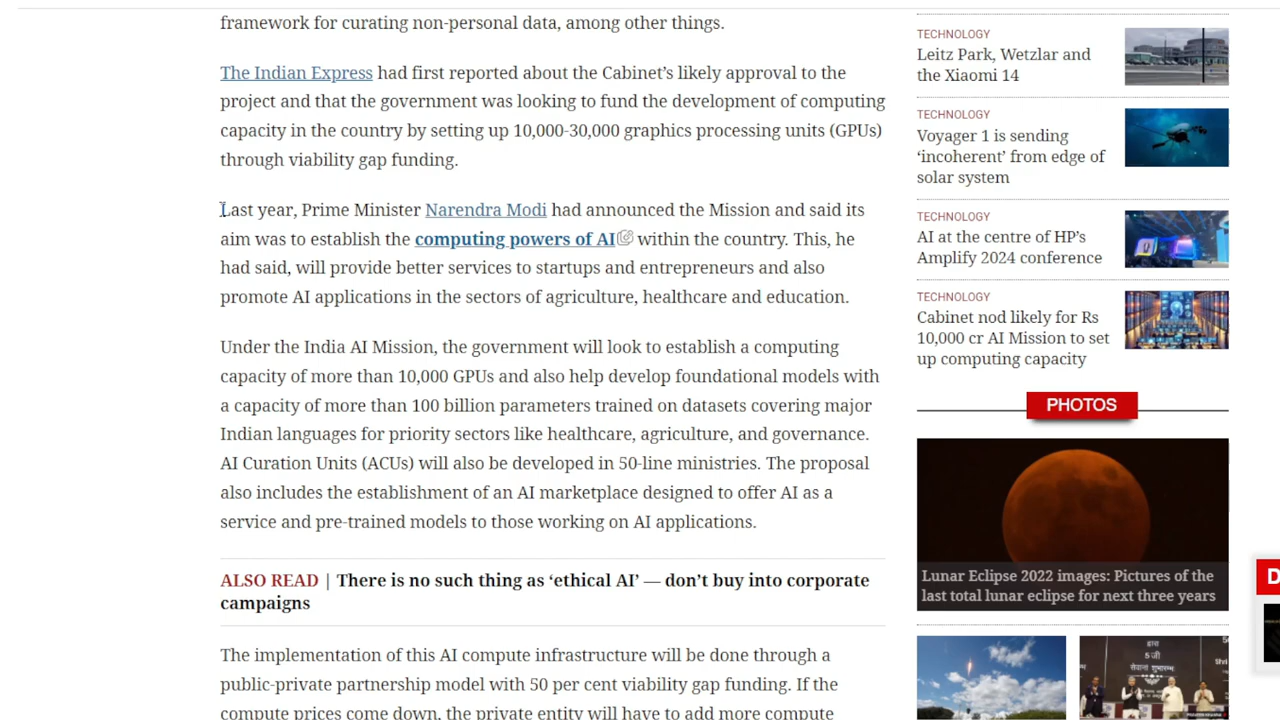 framework for curating non-personal data, among other things.
The Indian Express had first reported about the Cabinet’s likely approval to the
project and that the government was looking to fund the development of computing
capacity in the country by setting up 10,000-30,000 graphics processing units (GPUs)
through viability gap funding.
Last year, Prime Minister Narendra Modi had announced the Mission and said its
aim was to establish the computing powers of AI within the country. This, he
had said, will provide better services to startups and entrepreneurs and also
promote AI applications in the sectors of agriculture, healthcare and education.
Under the India AI Mission, the government will look to establish a computing
capacity of more than 10,000 GPUs and also help develop foundational models with
a capacity of more than 100 billion parameters trained on datasets covering major
Indian languages for priority sectors like healthcare, agriculture, and governance.
AI Curation Units (ACUs) will also be developed in 50-line ministries. The proposal
also includes the establishment of an AI marketplace designed to offer AI as a
service and pre-trained models to those working on AI applications.
ALSO READ | There is no such thing as ‘ethical AI’ — don’t buy into corporate
campaigns
The implementation of this AI compute infrastructure will be done through a
public-private partnership model with 50 per cent viability gap funding. If the
compute prices come down, the private entity will have to add more compute
TECHNOLOGY
Leitz Park, Wetzlar and
the Xiaomi 14
TECHNOLOGY
Voyager 1 is sending
‘incoherent’ from edge of
solar system
TECHNOLOGY
AI at the centre of HP’s
Amplify 2024 conference
TECHNOLOGY
Cabinet nod likely for Rs
10,000 cr AI Mission to set
up computing capacity
PHOTOS
Lunar Eclipse 2022 images: Pictures of the
last total lunar eclipse for next three years
द्वारा
5 जी
सेवाना शुभारम्भ
D